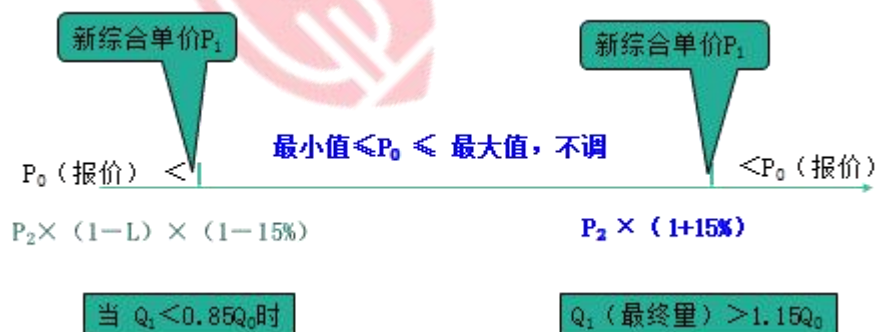 新综合单价P₁
新综合单价P₁
最小值≤P₀ ≤ 最大值，不调
P₀（报价） ＜
＜P₀（报价）
P₂×（1－L）×（1－15%）
P₂ ×（1+15%）
当 Q₁＜0.85Q₀时
Q₁（最终量）＞1.15Q₀